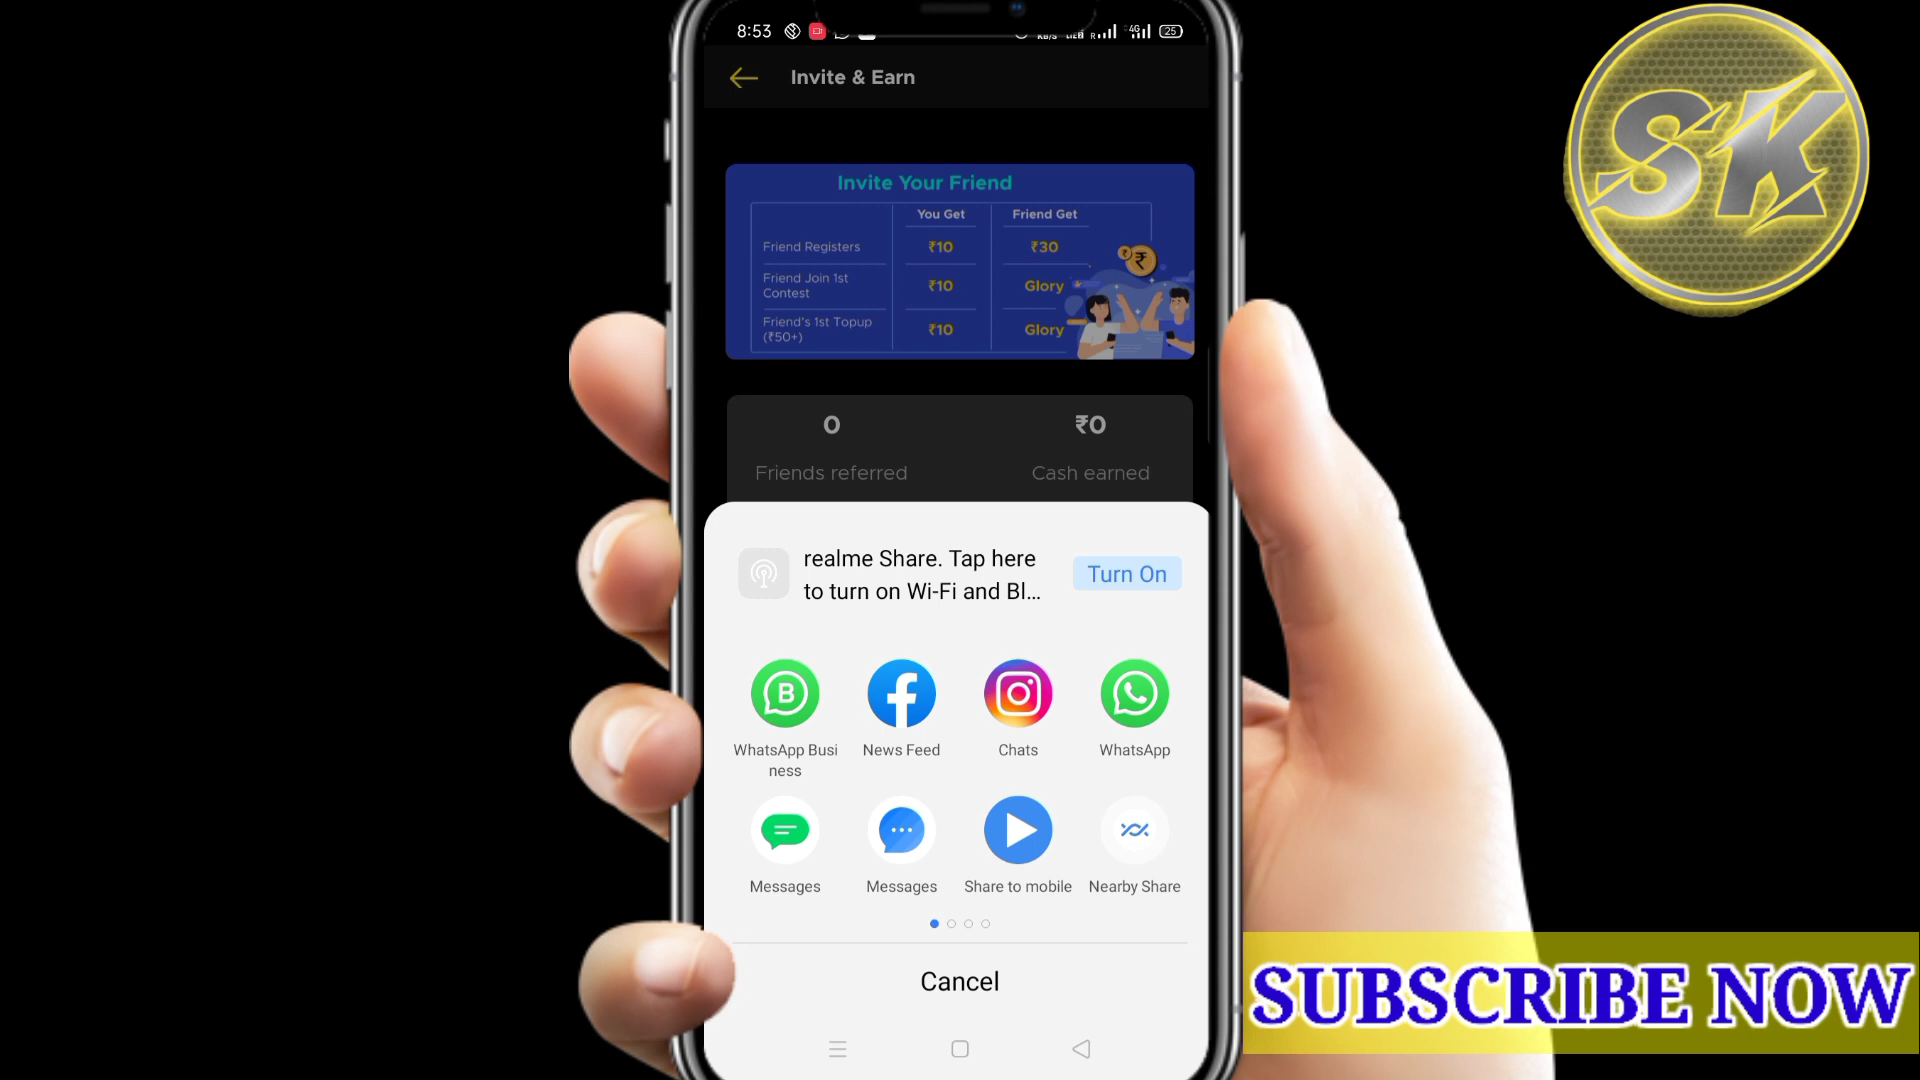 8:53
4G
25
Invite & Earn
SK
Invite Your Friend
You Get
Friend Get
Friend Registers
₹10
₹30
Friend Join 1st
Contest
₹10
Glory
Friend's 1st Topup
(₹50+)
₹10
Glory
0
₹0
Friends referred
Cash earned
realme Share. Tap here
to turn on Wi-Fi and Bl...
Turn On
WhatsApp Busi
ness
News Feed
Chats
WhatsApp
Messages
Messages
Share to mobile
Nearby Share
Cancel
SUBSCRIBE NOW